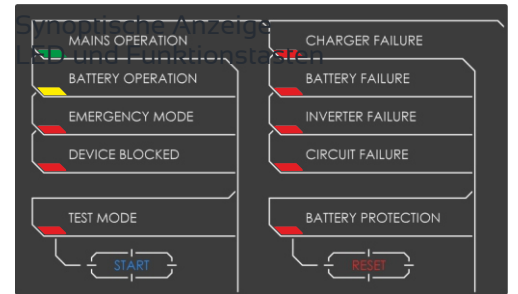 Synoptische Anzeige
LED und Funktionstasten
MAINS OPERATION
BATTERY OPERATION
EMERGENCY MODE
DEVICE BLOCKED
TEST MODE
START
CHARGER FAILURE
BATTERY FAILURE
INVERTER FAILURE
CIRCUIT FAILURE
BATTERY PROTECTION
RESET